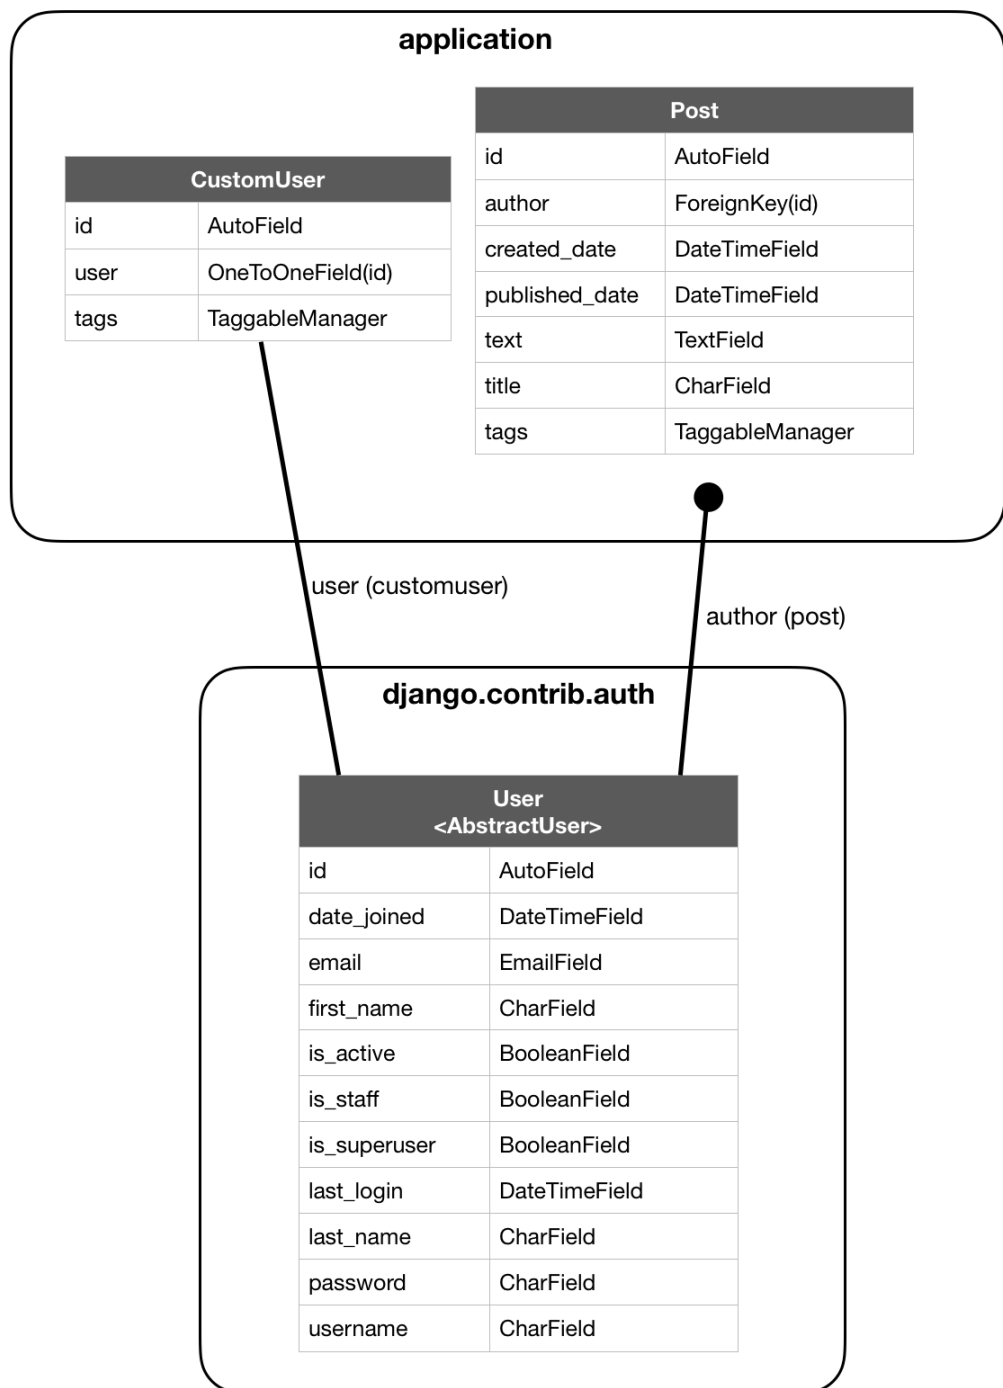 application
CustomUser
id AutoField
user OneToOneField(id)
tags TaggableManager
Post
id AutoField
author ForeignKey(id)
created_date DateTimeField
published_date DateTimeField
text TextField
title CharField
tags TaggableManager
user (customuser)
author (post)
django.contrib.auth
User
<AbstractUser>
id AutoField
date_joined DateTimeField
email EmailField
first_name CharField
is_active BooleanField
is_staff BooleanField
is_superuser BooleanField
last_login DateTimeField
last_name CharField
password CharField
username CharField